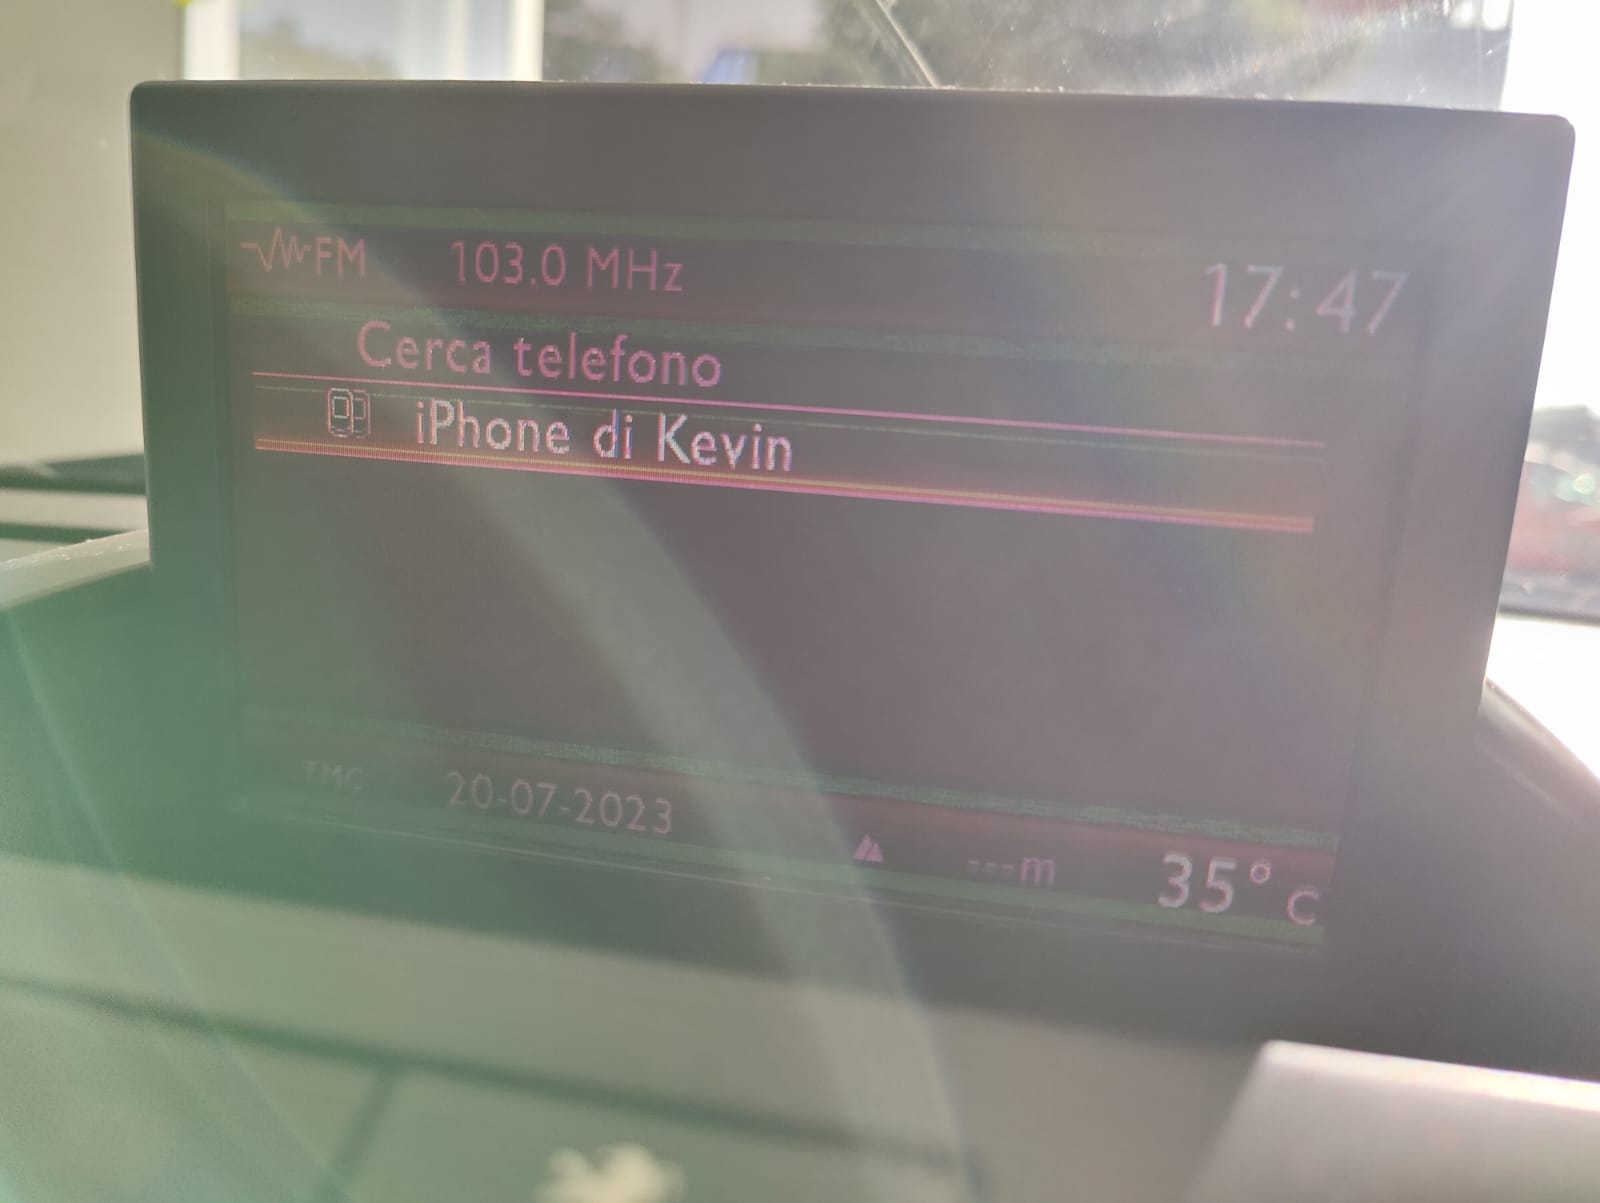 FM 103.0 MHz 17:47
Cerca telefono
iPhone di Kevin
TMC 20-07-2023 ---m 35° C